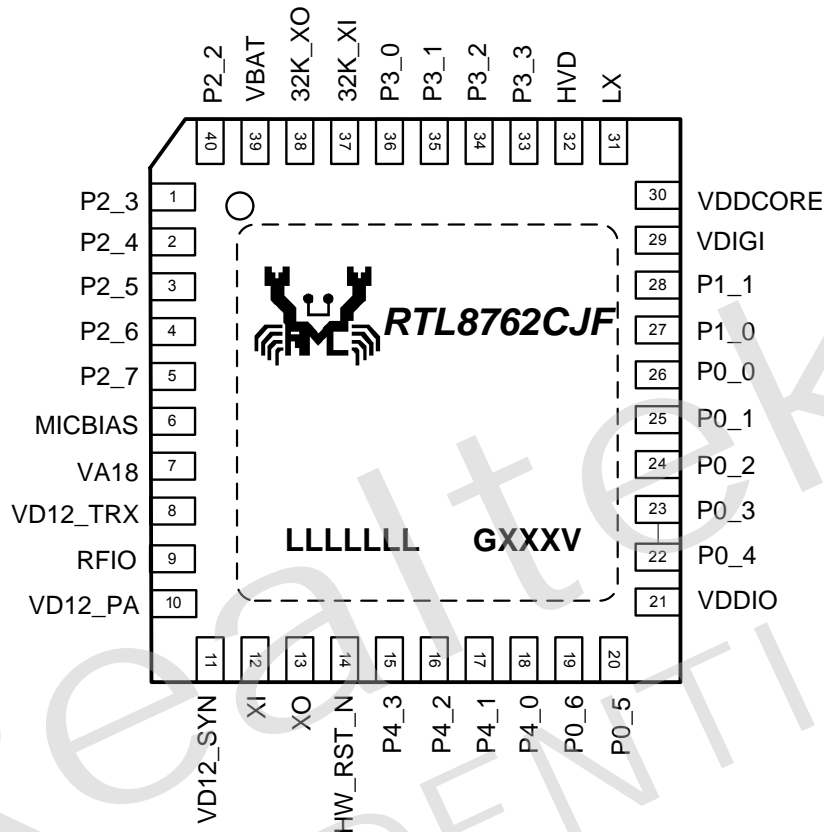 P2_2
VBAT
32K_XO
32K_XI
P3_0
P3_1
P3_2
P3_3
HVD
LX
40
39
38
37
36
35
34
33
32
31
P2_3 1
P2_4 2
P2_5 3
P2_6 4
P2_7 5
MICBIAS 6
VA18 7
VD12_TRX 8
RFIO 9
VD12_PA 10
RTL8762CJF
LLLLLLL GXXXV
30 VDDCORE
29 VDIGI
28 P1_1
27 P1_0
26 P0_0
25 P0_1
24 P0_2
23 P0_3
22 P0_4
21 VDDIO
11
12
13
14
15
16
17
18
19
20
VD12_SYN
XI
XO
HW_RST_N
P4_3
P4_2
P4_1
P4_0
P0_6
P0_5
Realtek